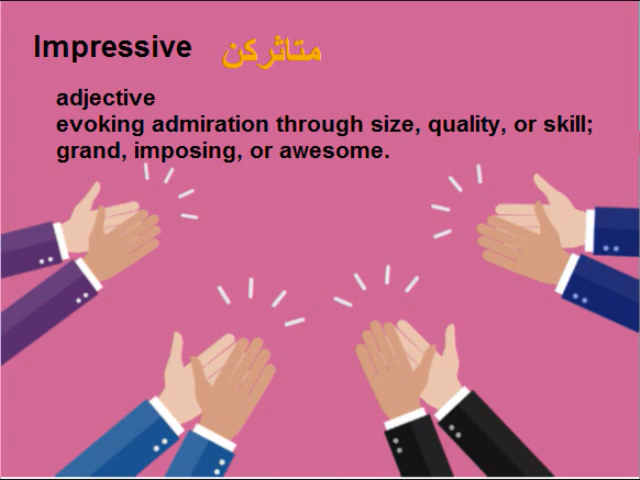 Impressive متاثرکن
adjective
evoking admiration through size, quality, or skill;
grand, imposing, or awesome.